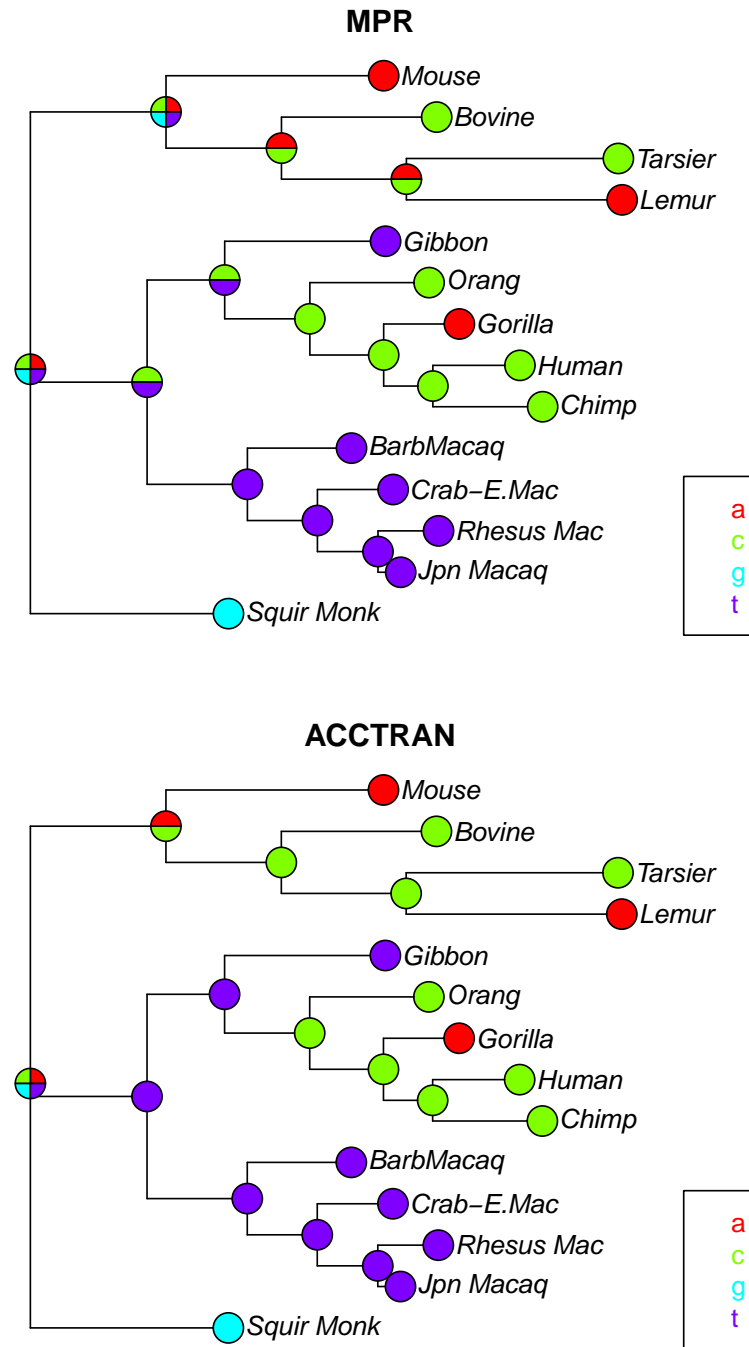 MPR
Mouse
Bovine
Tarsier
Lemur
Gibbon
Orang
Gorilla
Human
Chimp
BarbMacaq
Crab−E.Mac
Rhesus Mac
Jpn Macaq
Squir Monk
a
c
g
t
ACCTRAN
Mouse
Bovine
Tarsier
Lemur
Gibbon
Orang
Gorilla
Human
Chimp
BarbMacaq
Crab−E.Mac
Rhesus Mac
Jpn Macaq
Squir Monk
a
c
g
t